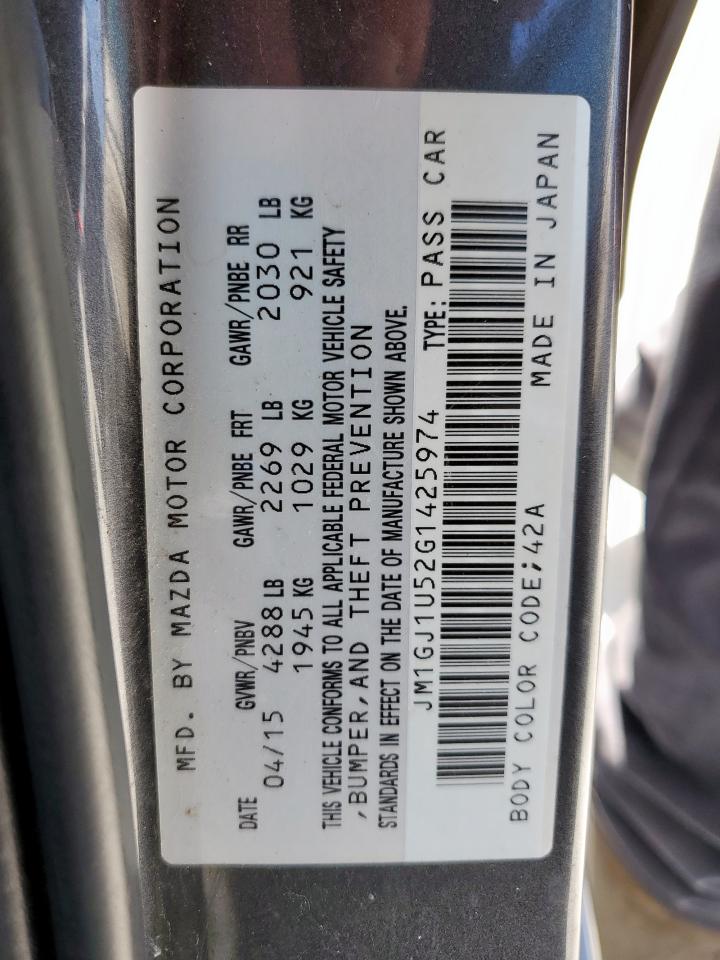 MFD. BY MAZDA MOTOR CORPORATION
DATE GVWR/PNBV GAWR/PNBE FRT GAWR/PNBE RR
04/15 4288 LB 2269 LB 2030 LB
1945 KG 1029 KG 921 KG
THIS VEHICLE CONFORMS TO ALL APPLICABLE FEDERAL MOTOR VEHICLE SAFETY
,BUMPER,AND THEFT PREVENTION
STANDARDS IN EFFECT ON THE DATE OF MANUFACTURE SHOWN ABOVE.
JM1GJ1U52G1425974 TYPE: PASS CAR
BODY COLOR CODE;42A MADE IN JAPAN